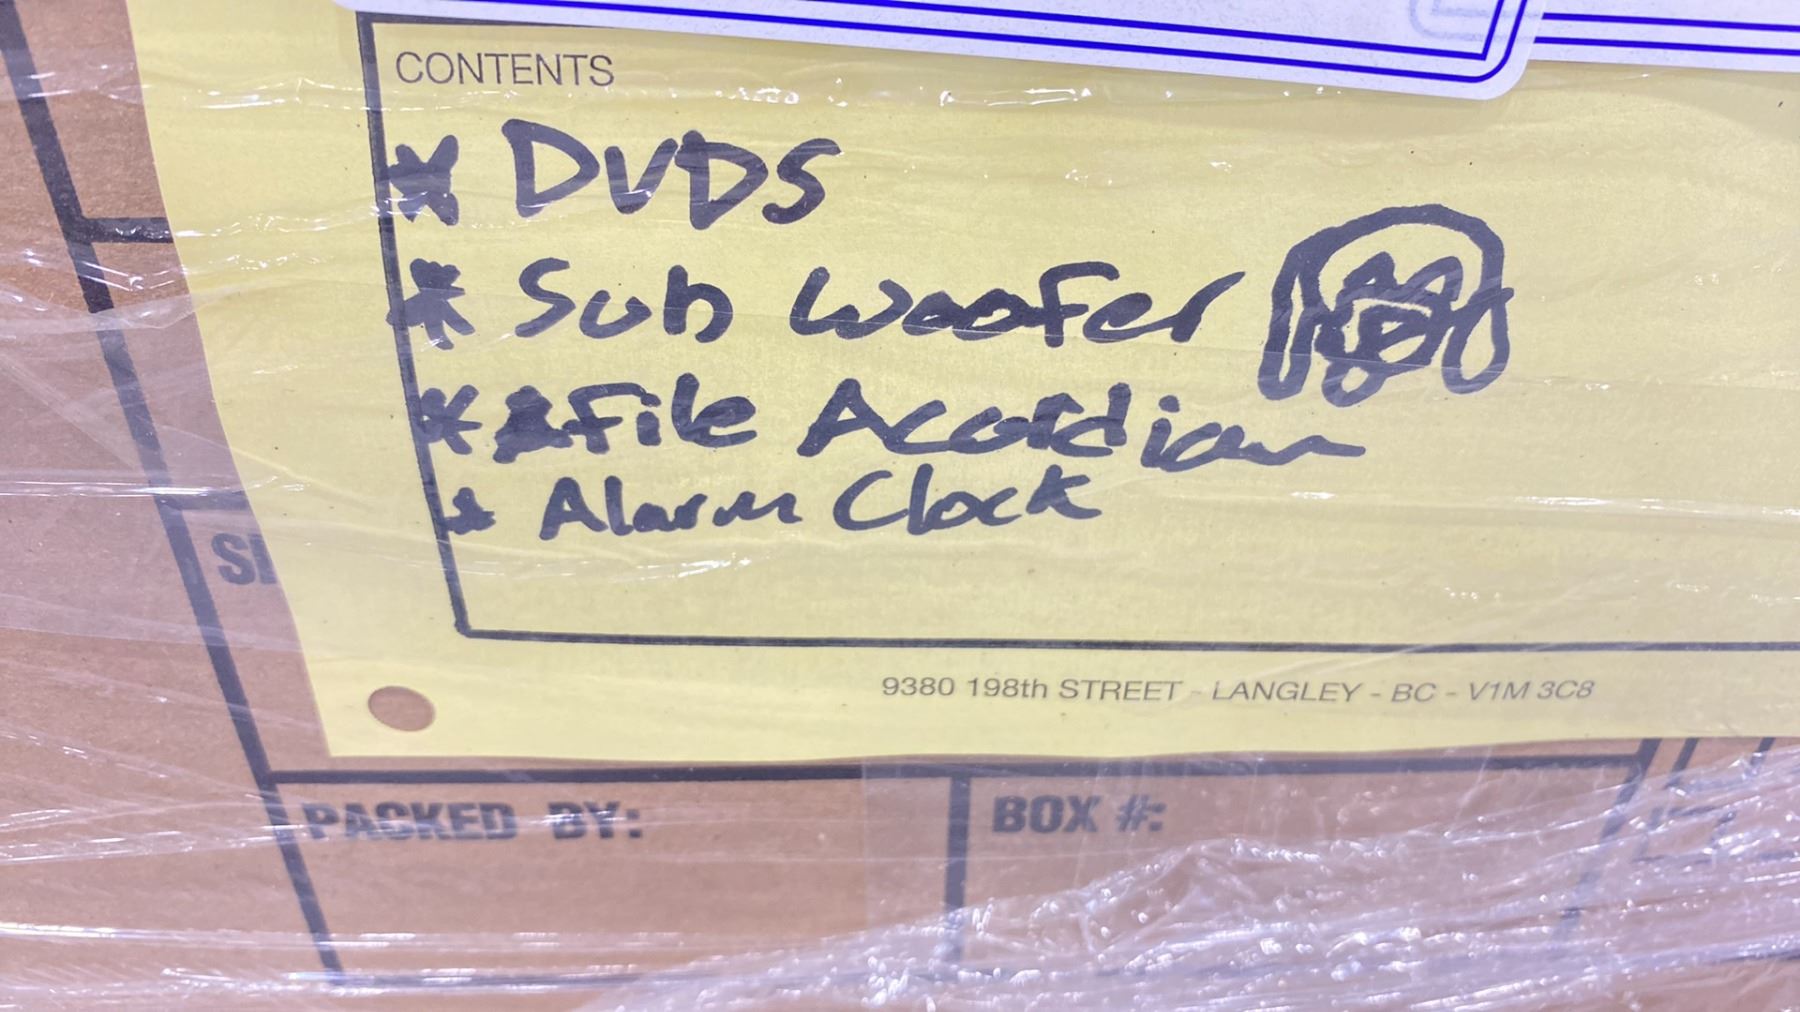 CONTENTS
* DVDS
* Sub Woofer
* File Acordian
* Alarm Clock
9380 198th STREET - LANGLEY - BC - V1M 3C8
PACKED BY:
BOX #: